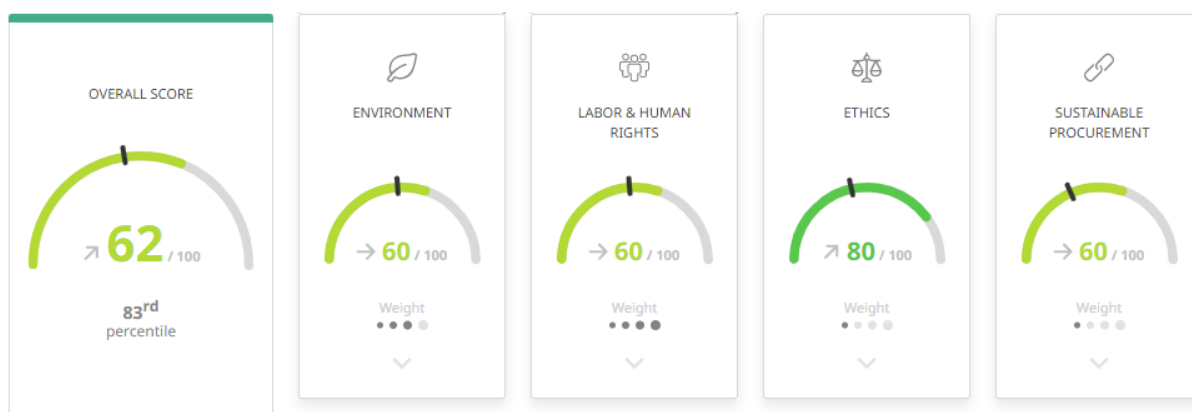 OVERALL SCORE
62 / 100
83rd
percentile
ENVIRONMENT
60 / 100
Weight
LABOR & HUMAN
RIGHTS
60 / 100
Weight
ETHICS
80 / 100
Weight
SUSTAINABLE
PROCUREMENT
60 / 100
Weight